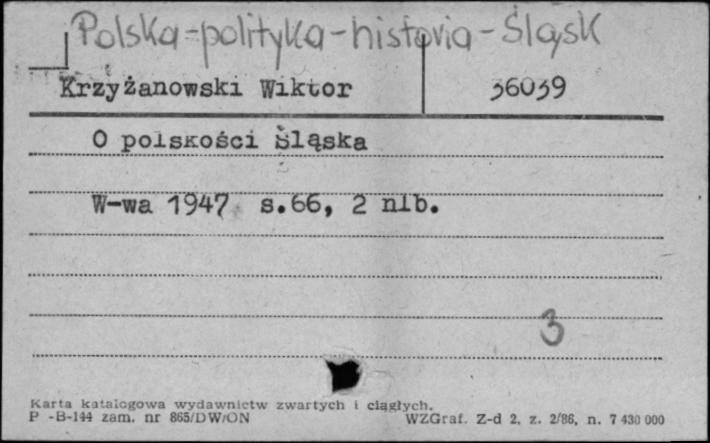 Polska-polityka-historia-Śląsk
Krzyżanowski Wiktor 36039
O polskości Śląska
W-wa 1947 s.66, 2 nlb.
3
Karta katalogowa wydawnictw zwartych i ciągłych.
P -B-144 zam. nr 865/DW/ON WZGraf. Z-d 2, z. 2/86, n. 7 430 000